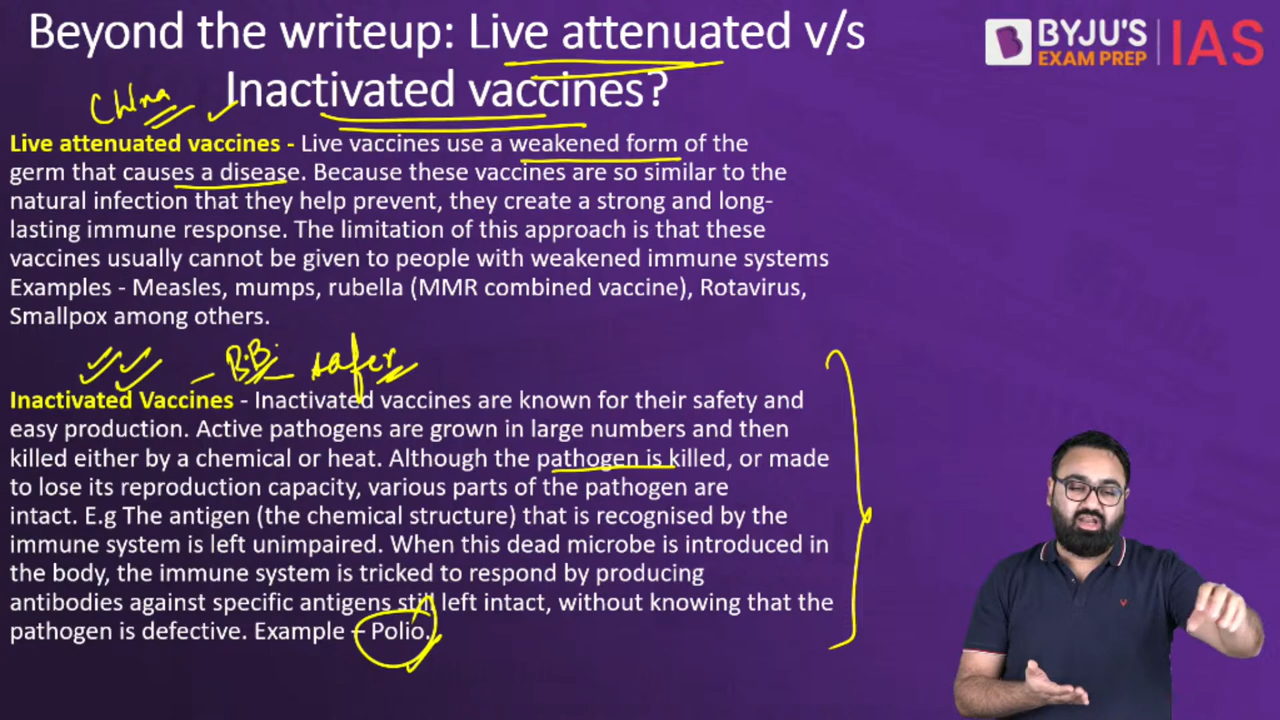 Beyond the writeup: Live attenuated v/s
Inactivated vaccines?
BYJU'S
EXAM PREP
IAS
China
Live attenuated vaccines - Live vaccines use a weakened form of the
germ that causes a disease. Because these vaccines are so similar to the
natural infection that they help prevent, they create a strong and long-
lasting immune response. The limitation of this approach is that these
vaccines usually cannot be given to people with weakened immune systems
Examples - Measles, mumps, rubella (MMR combined vaccine), Rotavirus,
Smallpox among others.
- B.B. safer
Inactivated Vaccines - Inactivated vaccines are known for their safety and
easy production. Active pathogens are grown in large numbers and then
killed either by a chemical or heat. Although the pathogen is killed, or made
to lose its reproduction capacity, various parts of the pathogen are
intact. E.g The antigen (the chemical structure) that is recognised by the
immune system is left unimpaired. When this dead microbe is introduced in
the body, the immune system is tricked to respond by producing
antibodies against specific antigens still left intact, without knowing that the
pathogen is defective. Example – Polio.